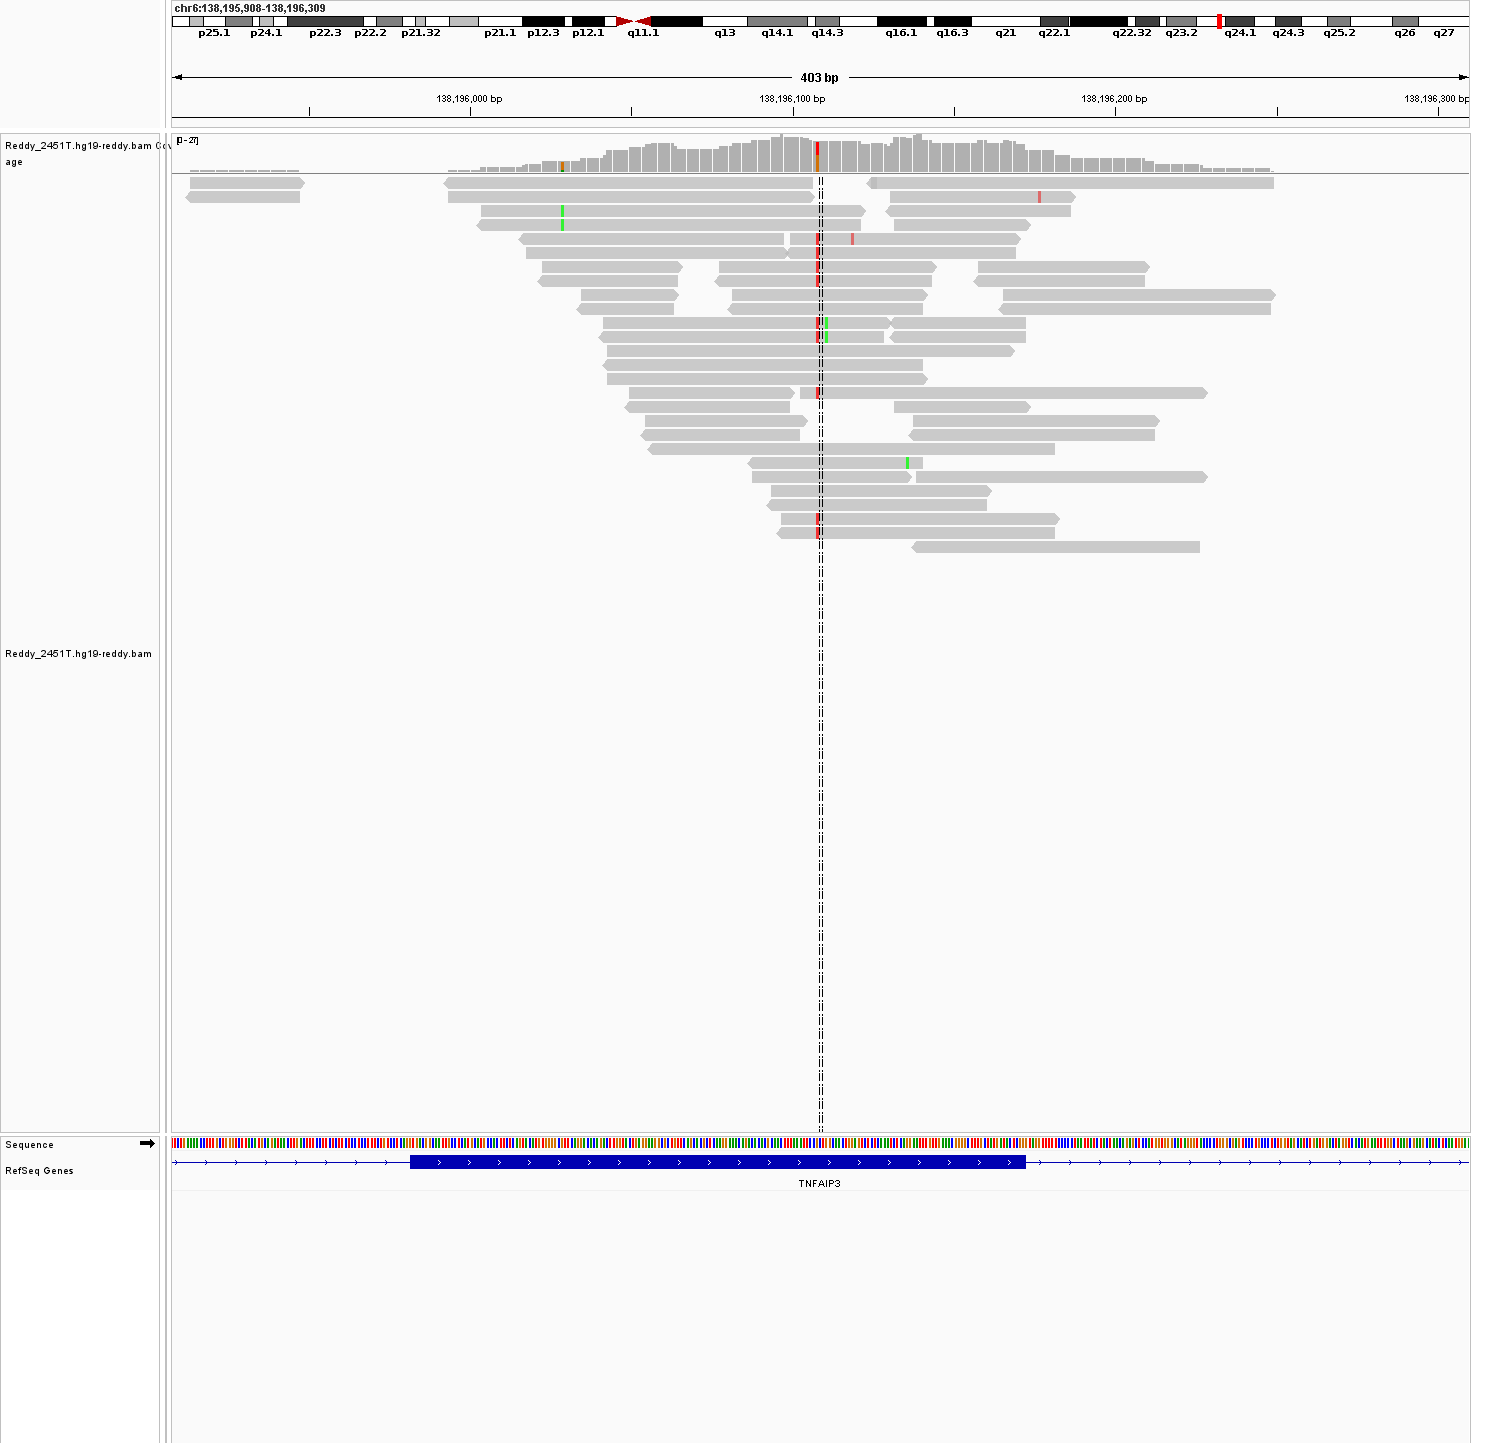 chr6:138,195,908-138,196,309
p25.1 p24.1 p22.3 p22.2 p21.32 p21.1 p12.3 p12.1 q11.1 q13 q14.1 q14.3 q16.1 q16.3 q21 q22.1 q22.32 q23.2 q24.1 q24.3 q25.2 q26 q27
403 bp
138,196,000 bp 138,196,100 bp 138,196,200 bp 138,196,300 bp
[0 - 27]
Reddy_2451T.hg19-reddy.bam Cov
age
Reddy_2451T.hg19-reddy.bam
Sequence
RefSeq Genes
TNFAIP3